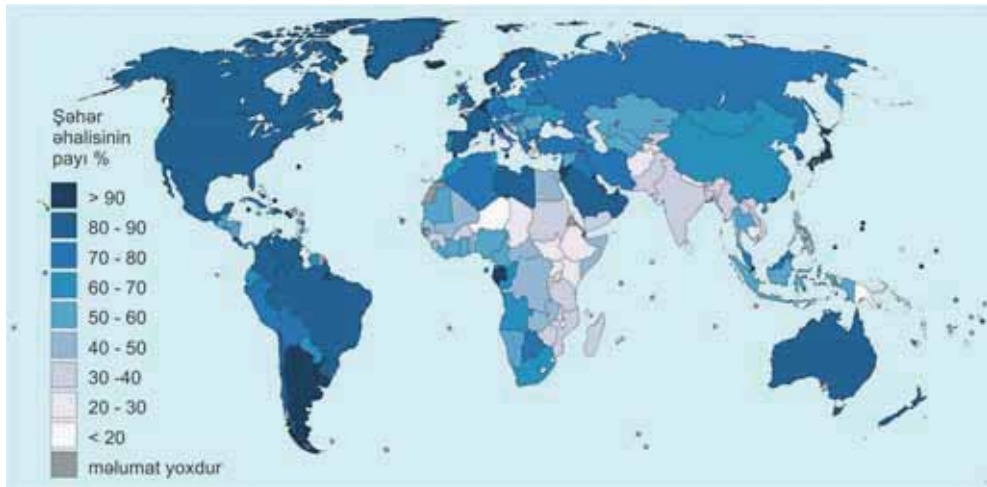 Şəhər
əhalisinin
payı %
> 90
80 - 90
70 - 80
60 - 70
50 - 60
40 - 50
30 -40
20 - 30
< 20
məlumat yoxdur